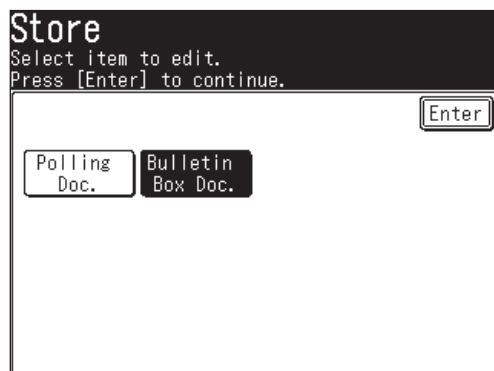 Store
Select item to edit.
Press [Enter] to continue.
Enter
Polling
Doc.
Bulletin
Box Doc.